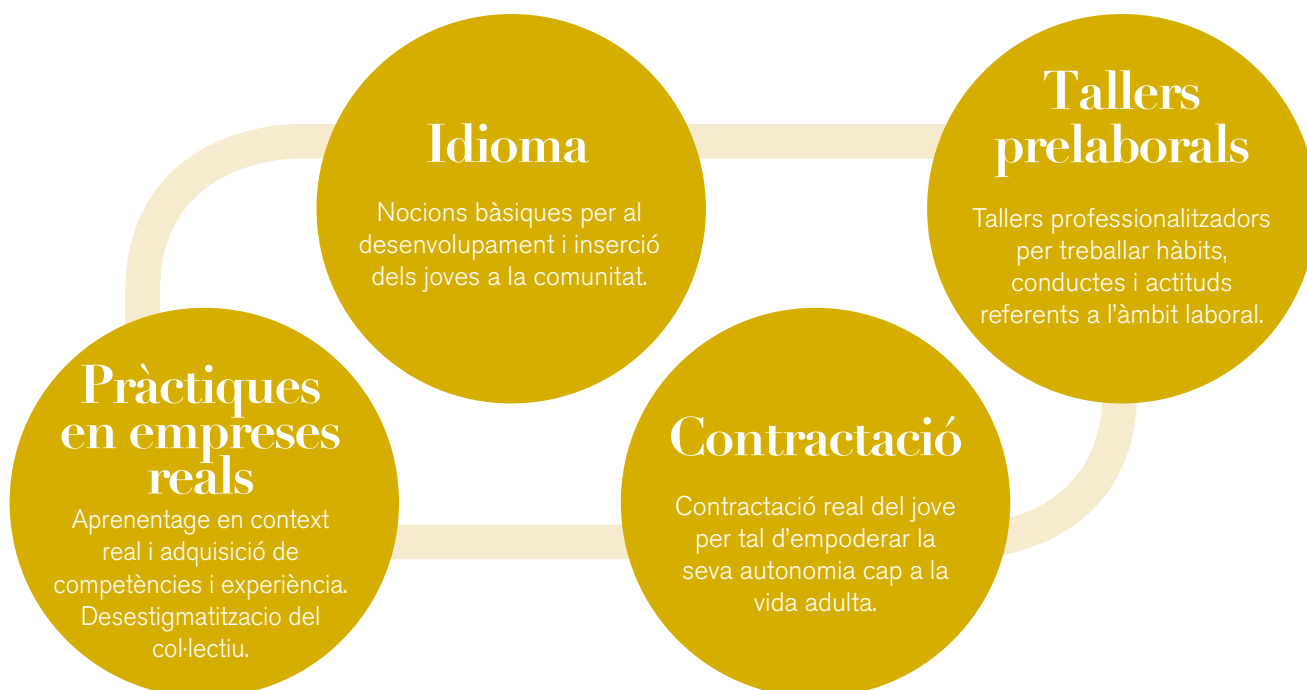 Idioma
Nocions bàsiques per al
desenvolupament i inserció
dels joves a la comunitat.
Tallers
prelaborals
Tallers professionalitzadors
per treballar hàbits,
conductes i actituds
referents a l'àmbit laboral.
Pràctiques
en empreses
reals
Aprenentage en context
real i adquisició de
competències i experiència.
Desestigmatitzacio del
col·lectiu.
Contractació
Contractació real del jove
per tal d'empoderar la
seva autonomia cap a la
vida adulta.